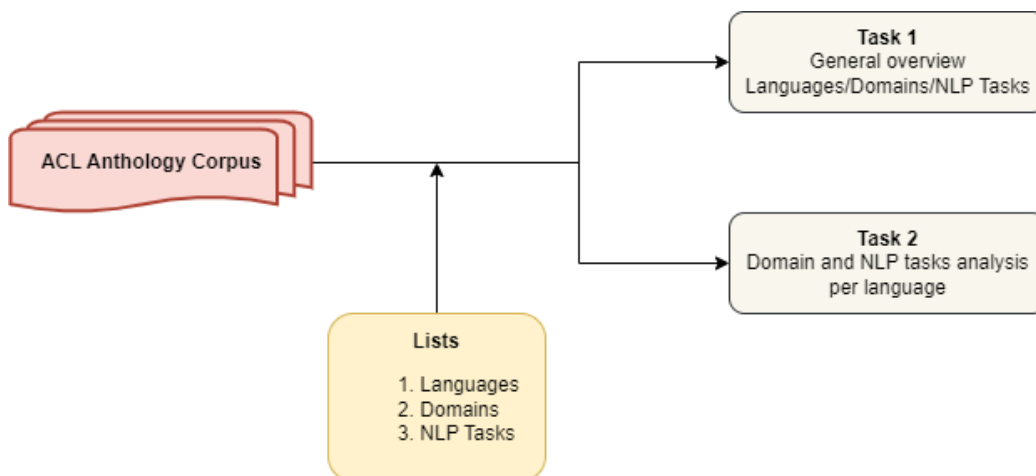 ACL Anthology Corpus
Task 1
General overview
Languages/Domains/NLP Tasks
Task 2
Domain and NLP tasks analysis
per language
Lists
1. Languages
2. Domains
3. NLP Tasks